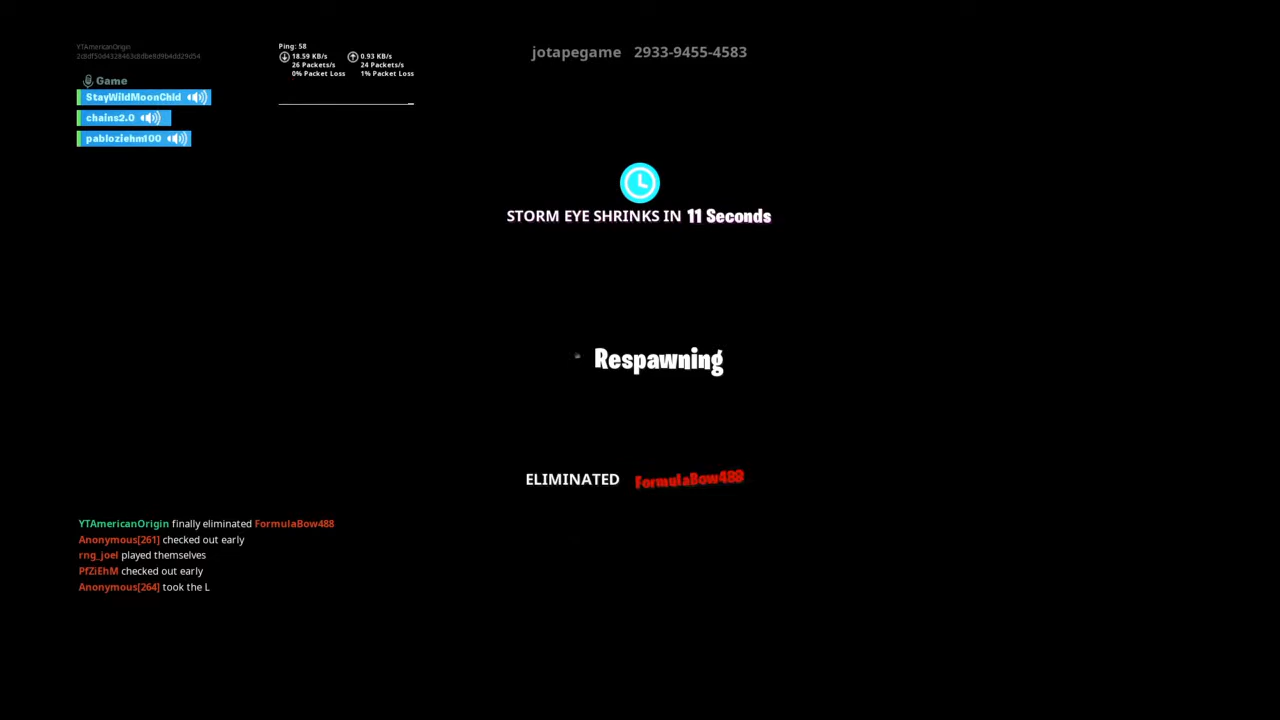 YTAmericanOrigin
Game
StayWildMoonChld
chains2.0
pabloziehm100
Ping: 58
18.59 KB/s 0.93 KB/s
26 Packets/s 24 Packets/s
0% Packet Loss 1% Packet Loss
jotapegame 2933-9455-4583
STORM EYE SHRINKS IN 11 Seconds
Respawning
ELIMINATED FormulaBow488
YTAmericanOrigin finally eliminated FormulaBow488
Anonymous[261] checked out early
rng_joel played themselves
PfZiEhM checked out early
Anonymous[264] took the L